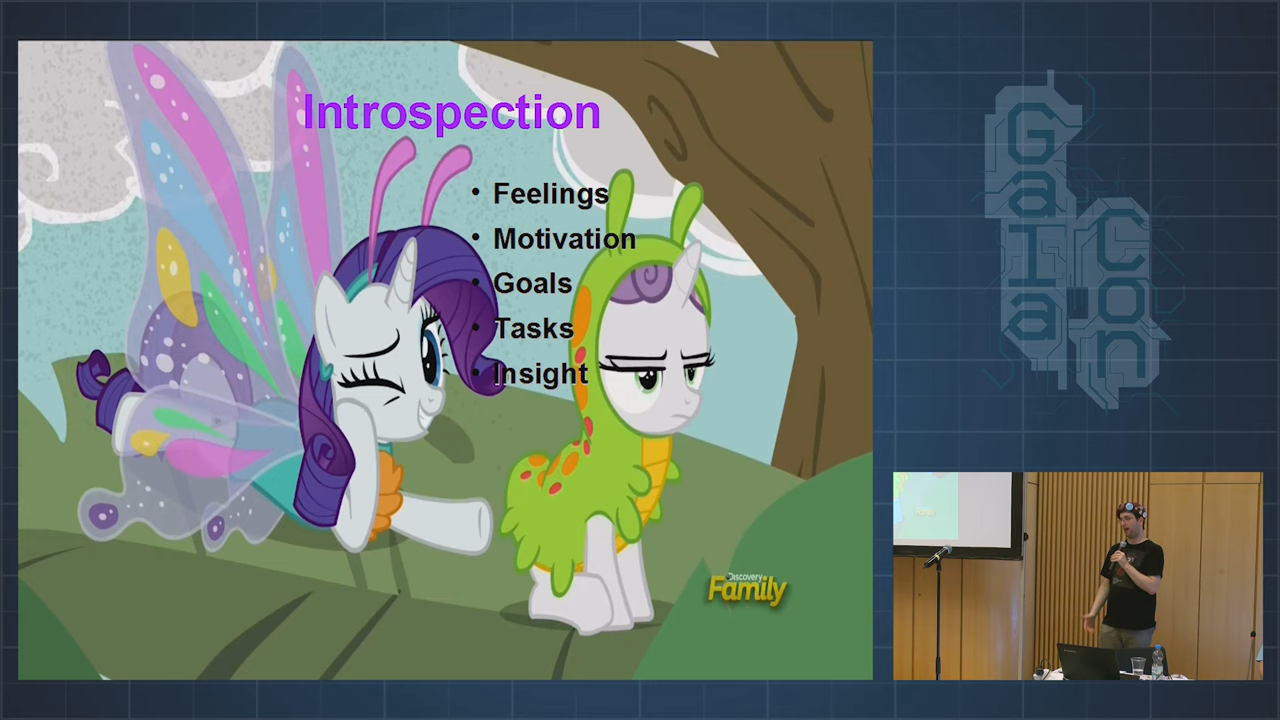 Introspection
• Feelings
• Motivation
• Goals
• Tasks
• Insight
Discovery
Family
GalaCon